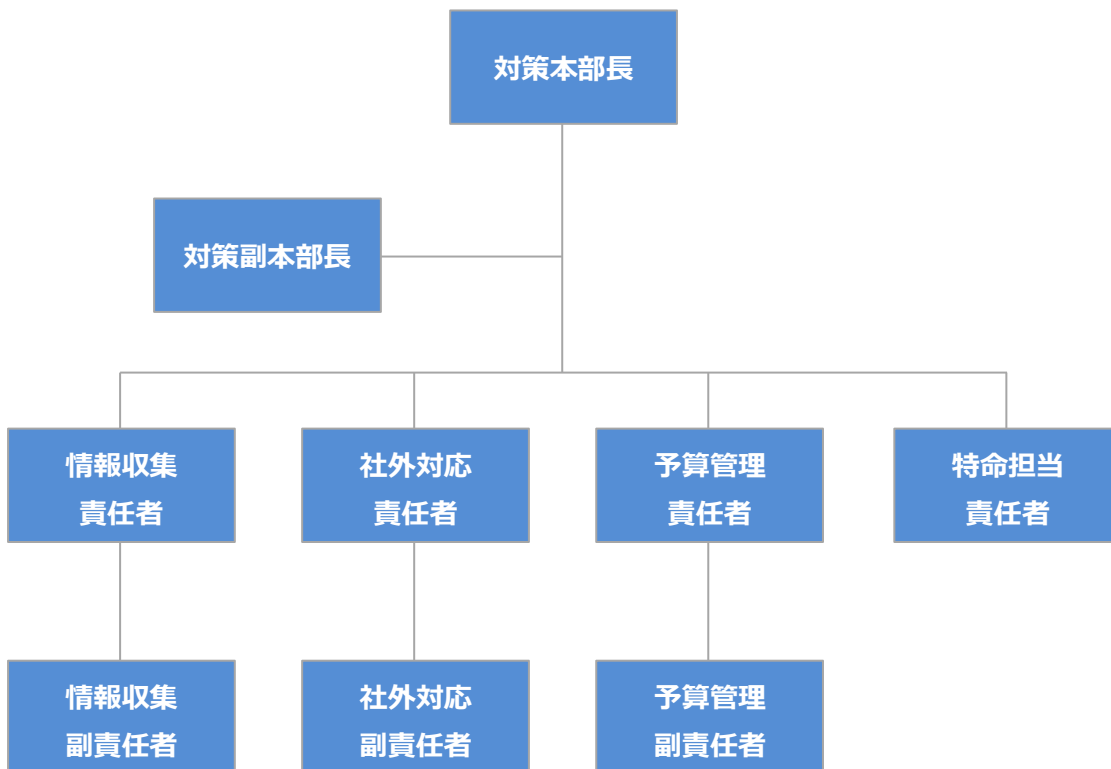 対策本部長
対策副本部長
情報収集
責任者
社外対応
責任者
予算管理
責任者
特命担当
責任者
情報収集
副責任者
社外対応
副責任者
予算管理
副責任者